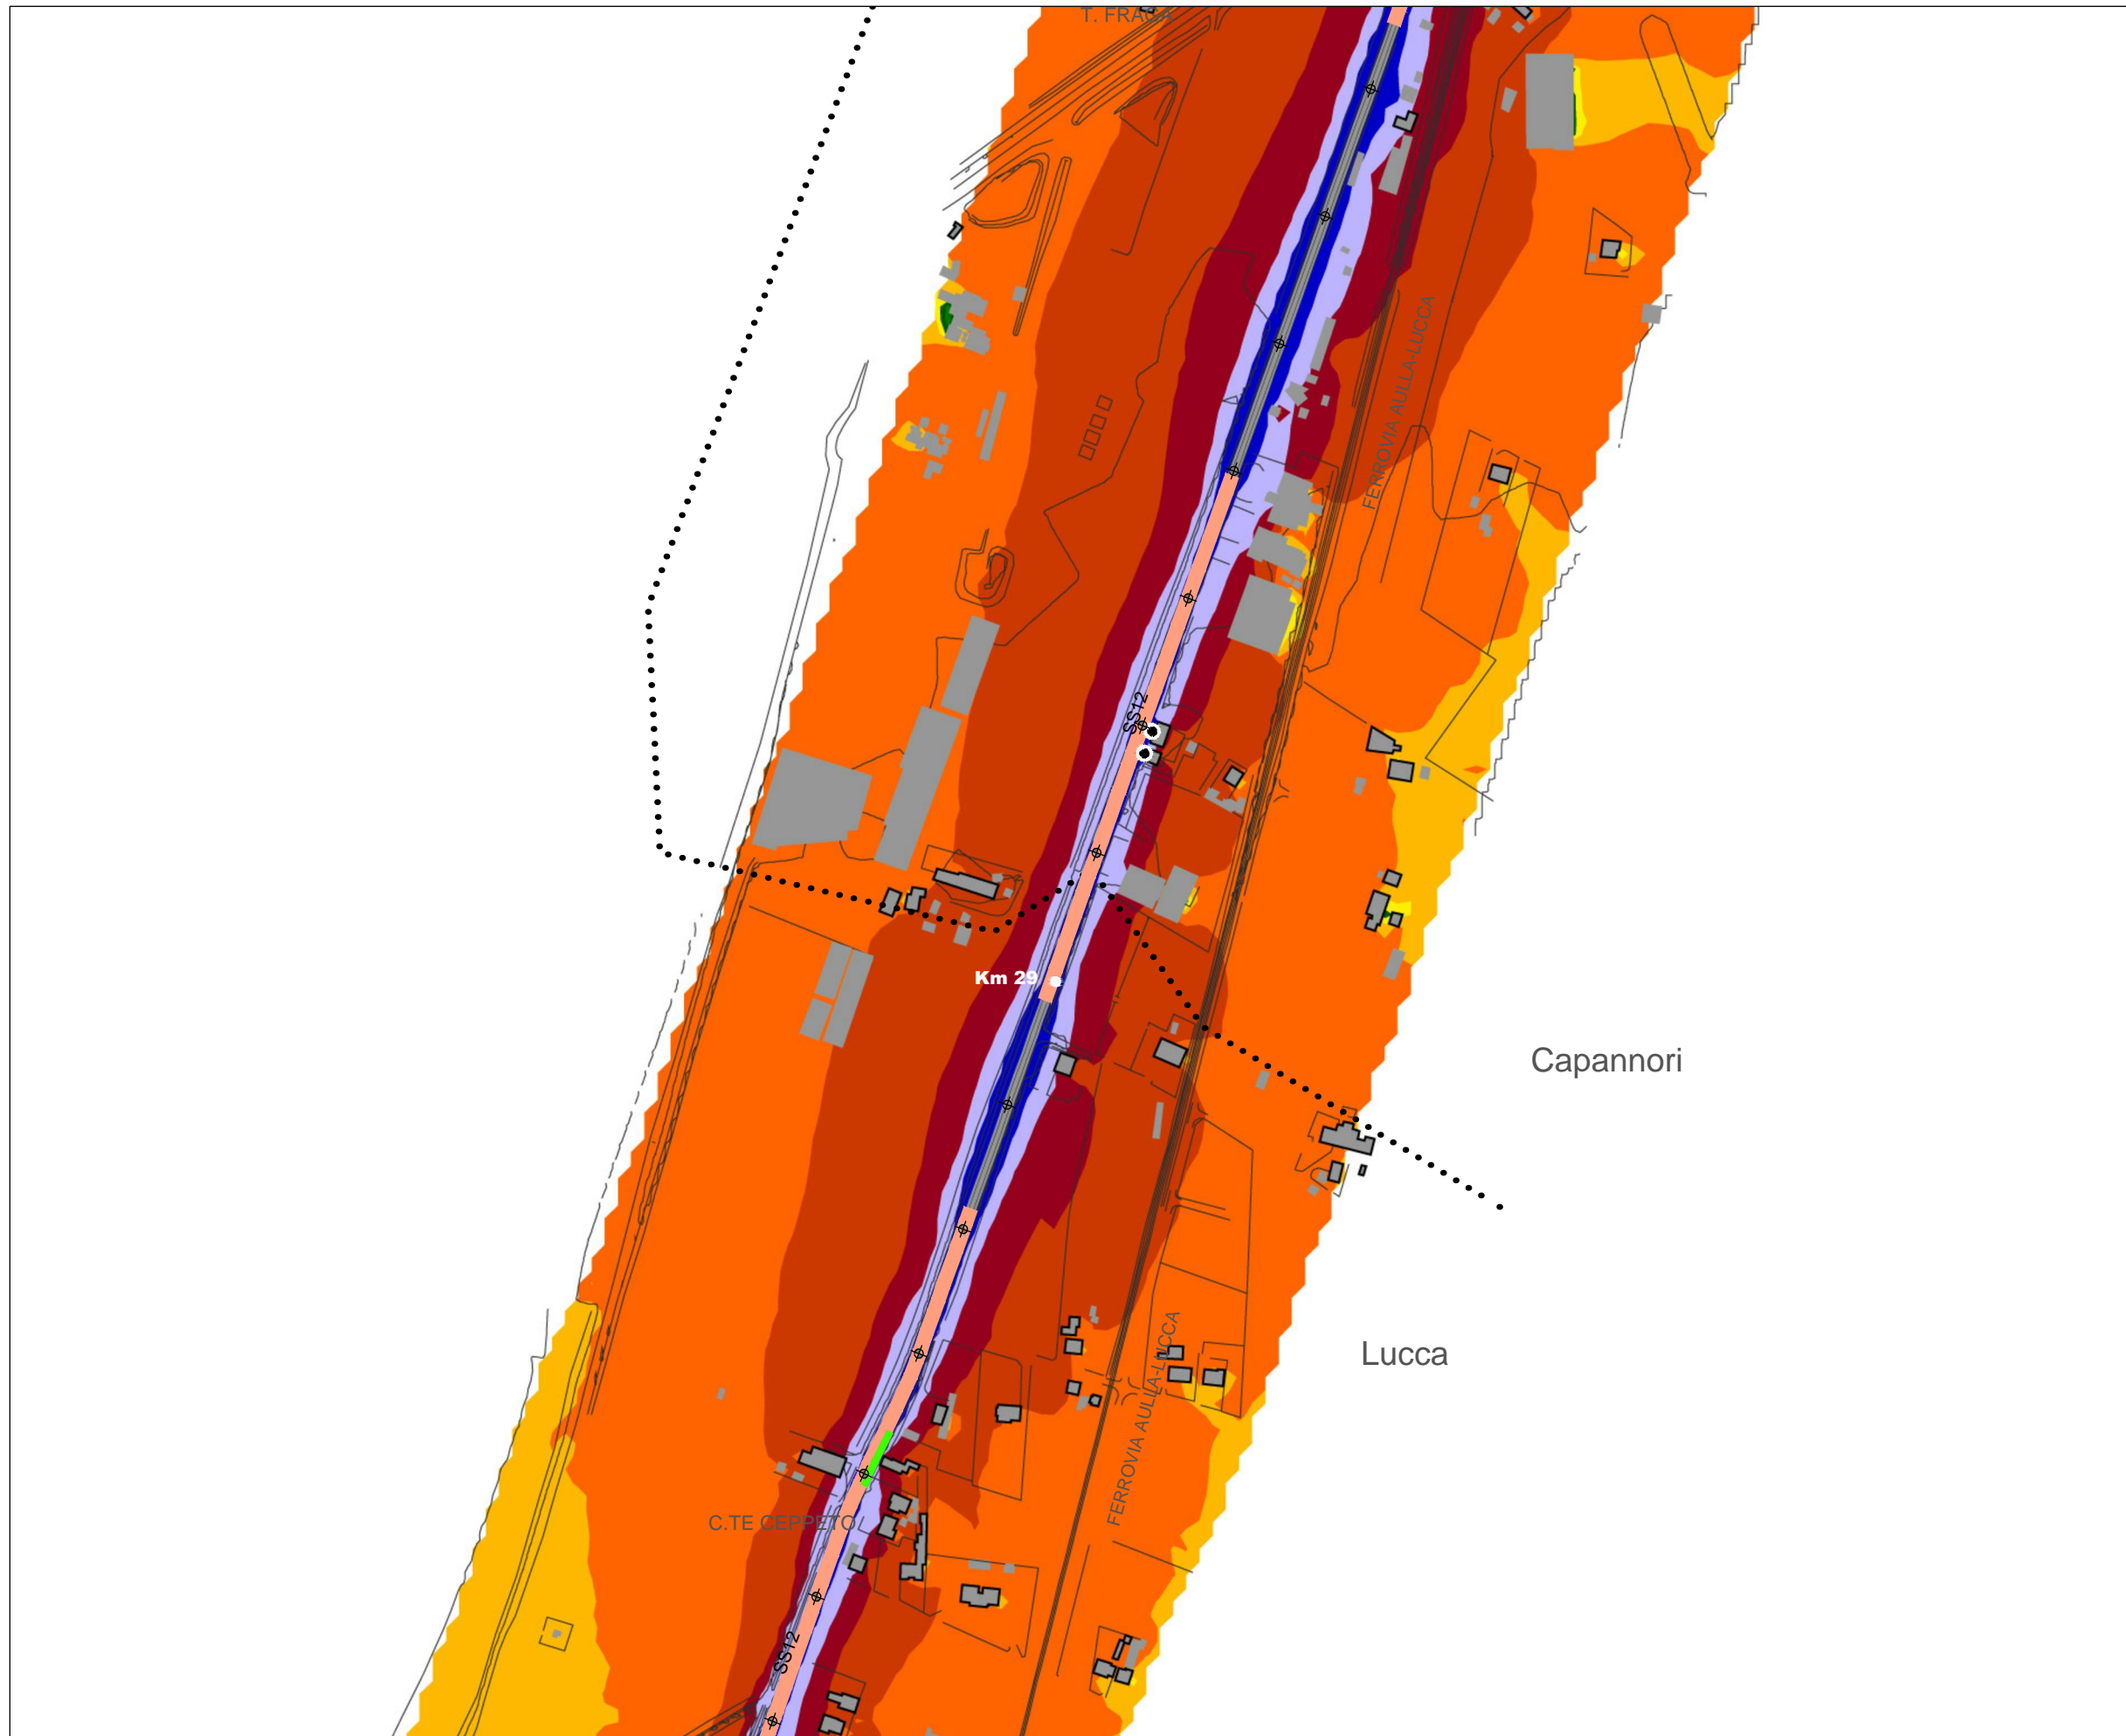 T. FRAGA
FERROVIA AULLA-LUCCA
SS12
Km 29
Capannori
Lucca
FERROVIA AULLA-LUCCA
C.TE CEPPETO
SS12